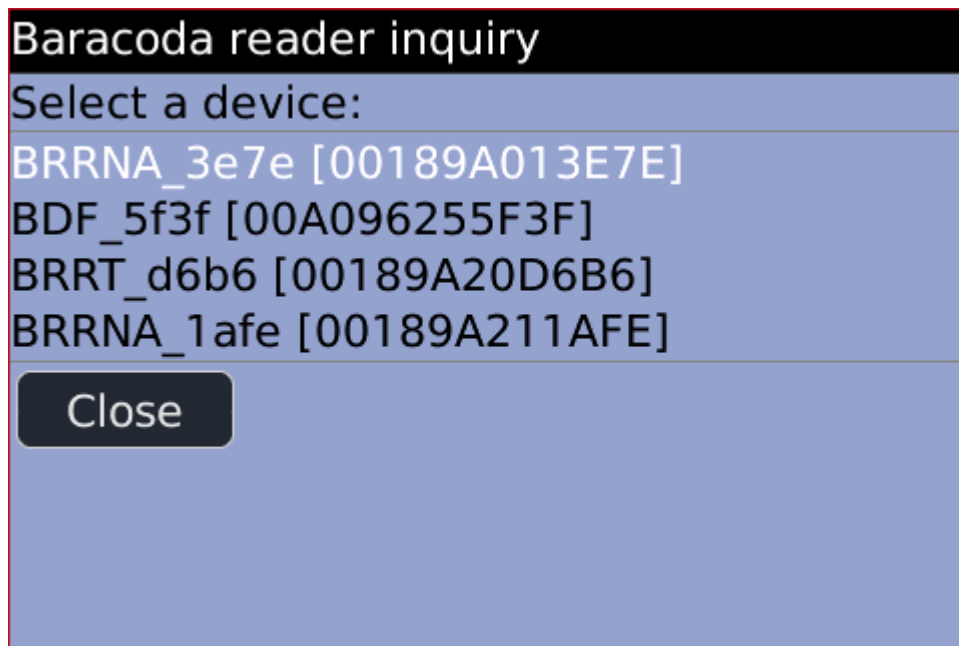 Baracoda reader inquiry
Select a device:
BRRNA_3e7e [00189A013E7E]
BDF_5f3f [00A096255F3F]
BRRT_d6b6 [00189A20D6B6]
BRRNA_1afe [00189A211AFE]
Close